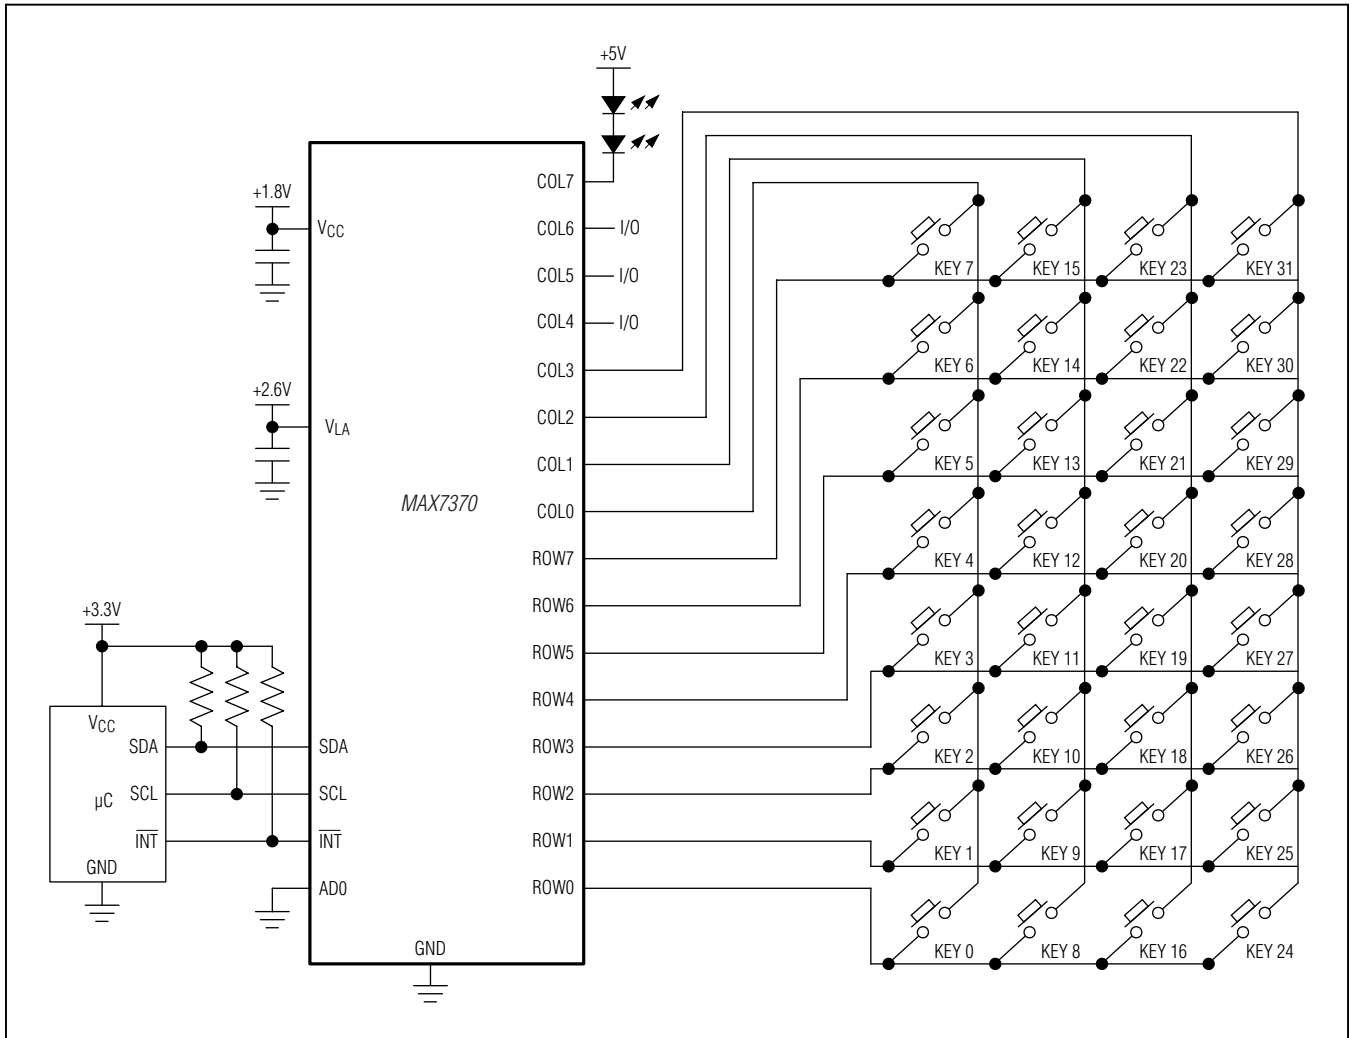 +5V
COL7
+1.8V
VCC
COL6 I/O
COL5 I/O
COL4 I/O
COL3
+2.6V
VLA
COL2
COL1
MAX7370
COL0
ROW7
ROW6
ROW5
ROW4
ROW3
ROW2
ROW1
ROW0
+3.3V
VCC
SDA
SCL
µC
INT
GND
SDA
SCL
INT
AD0
GND
KEY 7 KEY 15 KEY 23 KEY 31
KEY 6 KEY 14 KEY 22 KEY 30
KEY 5 KEY 13 KEY 21 KEY 29
KEY 4 KEY 12 KEY 20 KEY 28
KEY 3 KEY 11 KEY 19 KEY 27
KEY 2 KEY 10 KEY 18 KEY 26
KEY 1 KEY 9 KEY 17 KEY 25
KEY 0 KEY 8 KEY 16 KEY 24